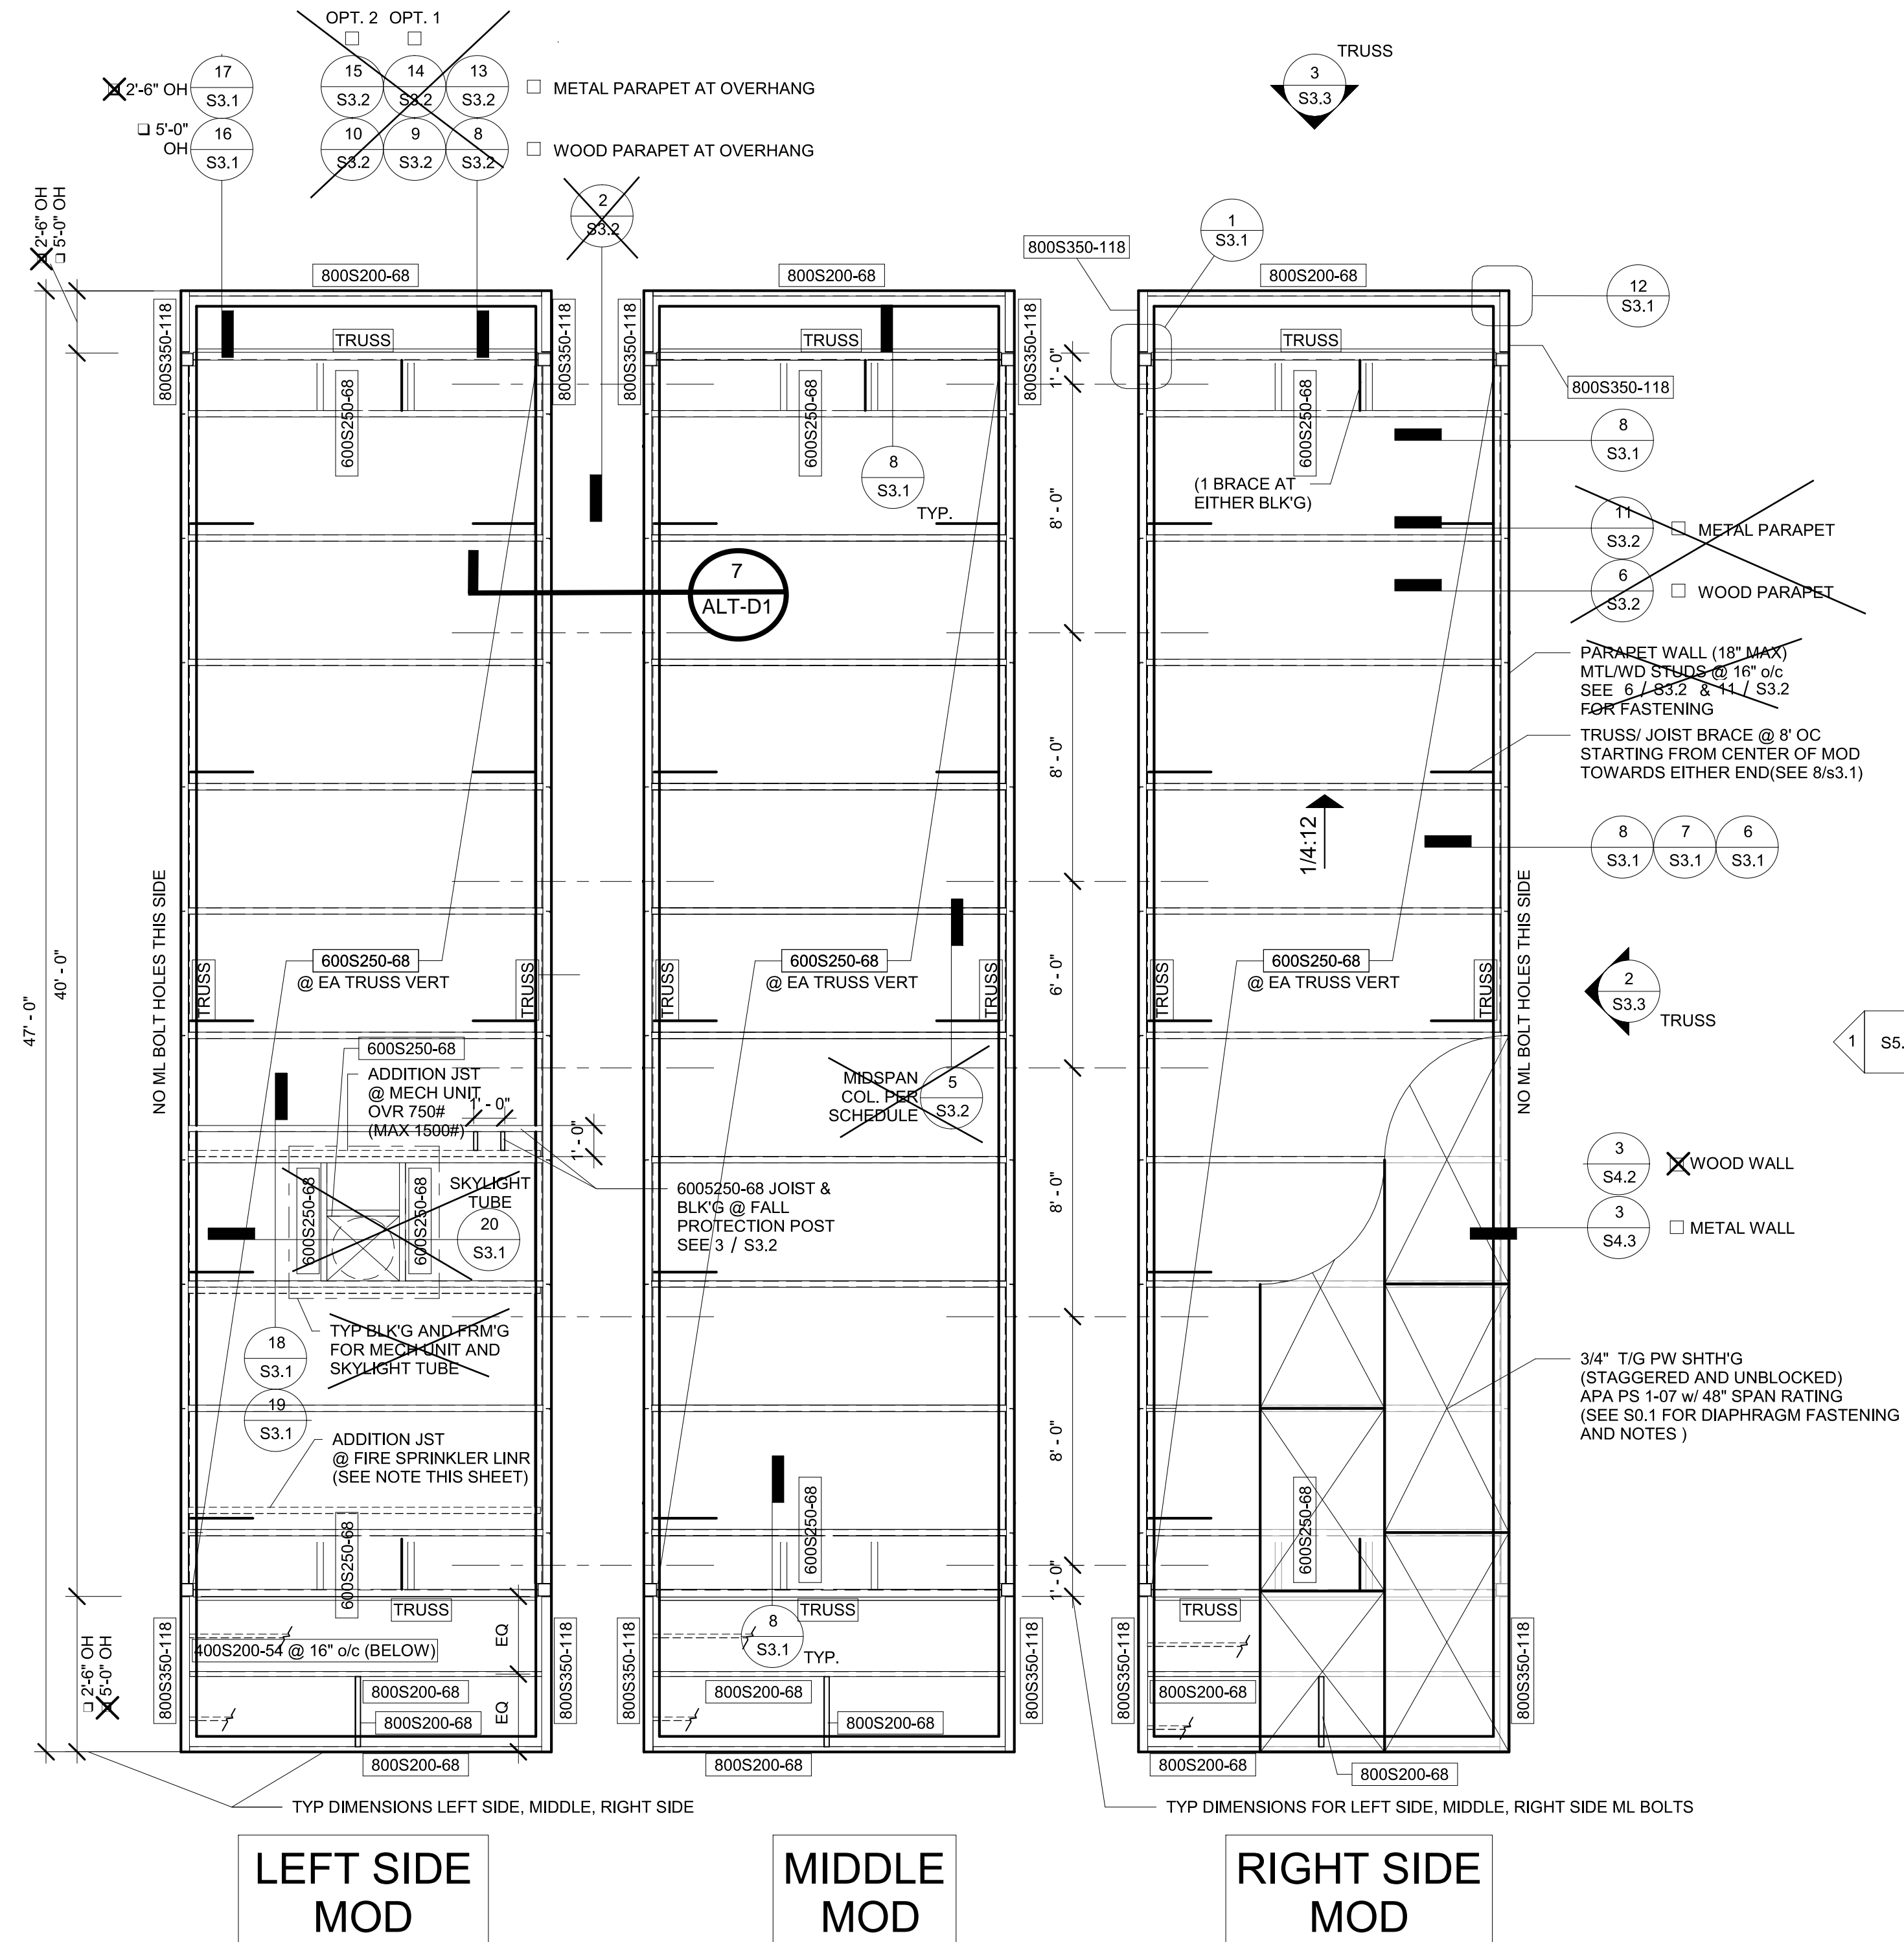 OPT. 2 OPT. 1
17
S3.1
15
S3.2
14
S3.2
13
S3.2
2'-6" OH
METAL PARAPET AT OVERHANG
5'-0"
OH
16
S3.1
10
S3.2
9
S3.2
8
S3.2
WOOD PARAPET AT OVERHANG
3
S3.3
TRUSS
2
S3.2
1
S3.1
800S350-118
12
S3.1
2'-6" OH
5'-0" OH
800S200-68
800S200-68
800S200-68
800S350-118
800S350-118
800S350-118
800S350-118
TRUSS
TRUSS
TRUSS
1'- 0"
800S350-118
600S250-68
600S250-68
600S250-68
8
S3.1
8
S3.1
TYP.
(1 BRACE AT
EITHER BLK'G)
8' - 0"
11
S3.2
METAL PARAPET
6
S3.2
WOOD PARAPET
7
ALT-D1
PARAPET WALL (18" MAX)
MTL/WD STUDS @ 16" o/c
SEE 6 / S3.2 & 11 / S3.2
FOR FASTENING
TRUSS/ JOIST BRACE @ 8' OC
STARTING FROM CENTER OF MOD
TOWARDS EITHER END(SEE 8/s3.1)
8' - 0"
1/4:12
8
S3.1
7
S3.1
6
S3.1
47' - 0"
40' - 0"
NO ML BOLT HOLES THIS SIDE
NO ML BOLT HOLES THIS SIDE
600S250-68
@ EA TRUSS VERT
600S250-68
@ EA TRUSS VERT
600S250-68
@ EA TRUSS VERT
TRUSS
TRUSS
TRUSS
TRUSS
TRUSS
TRUSS
6' - 0"
2
S3.3
TRUSS
1
S5.
600S250-68
ADDITION JST
@ MECH UNIT
OVR 750#
(MAX 1500#)
1' - 0"
1' - 0"
MIDSPAN
COL. PER
SCHEDULE
5
S3.2
600S250-68
600S250-68
SKYLIGHT
TUBE
20
S3.1
6005250-68 JOIST &
BLK'G @ FALL
PROTECTION POST
SEE 3 / S3.2
8' - 0"
3
S4.2
WOOD WALL
3
S4.3
METAL WALL
18
S3.1
19
S3.1
TYP BLK'G AND FRM'G
FOR MECH UNIT AND
SKYLIGHT TUBE
ADDITION JST
@ FIRE SPRINKLER LINR
(SEE NOTE THIS SHEET)
8' - 0"
3/4" T/G PW SHTH'G
(STAGGERED AND UNBLOCKED)
APA PS 1-07 w/ 48" SPAN RATING
(SEE S0.1 FOR DIAPHRAGM FASTENING
AND NOTES )
600S250-68
600S250-68
600S250-68
1'- 0"
TRUSS
TRUSS
TRUSS
8
S3.1
TYP.
2'-6" OH
5'-0" OH
800S350-118
800S350-118
800S350-118
800S350-118
800S350-118
800S350-118
400S200-54 @ 16" o/c (BELOW)
EQ
EQ
800S200-68
800S200-68
800S200-68
800S200-68
800S200-68
800S200-68
800S200-68
800S200-68
800S200-68
TYP DIMENSIONS LEFT SIDE, MIDDLE, RIGHT SIDE
TYP DIMENSIONS FOR LEFT SIDE, MIDDLE, RIGHT SIDE ML BOLTS
LEFT SIDE
MOD
MIDDLE
MOD
RIGHT SIDE
MOD